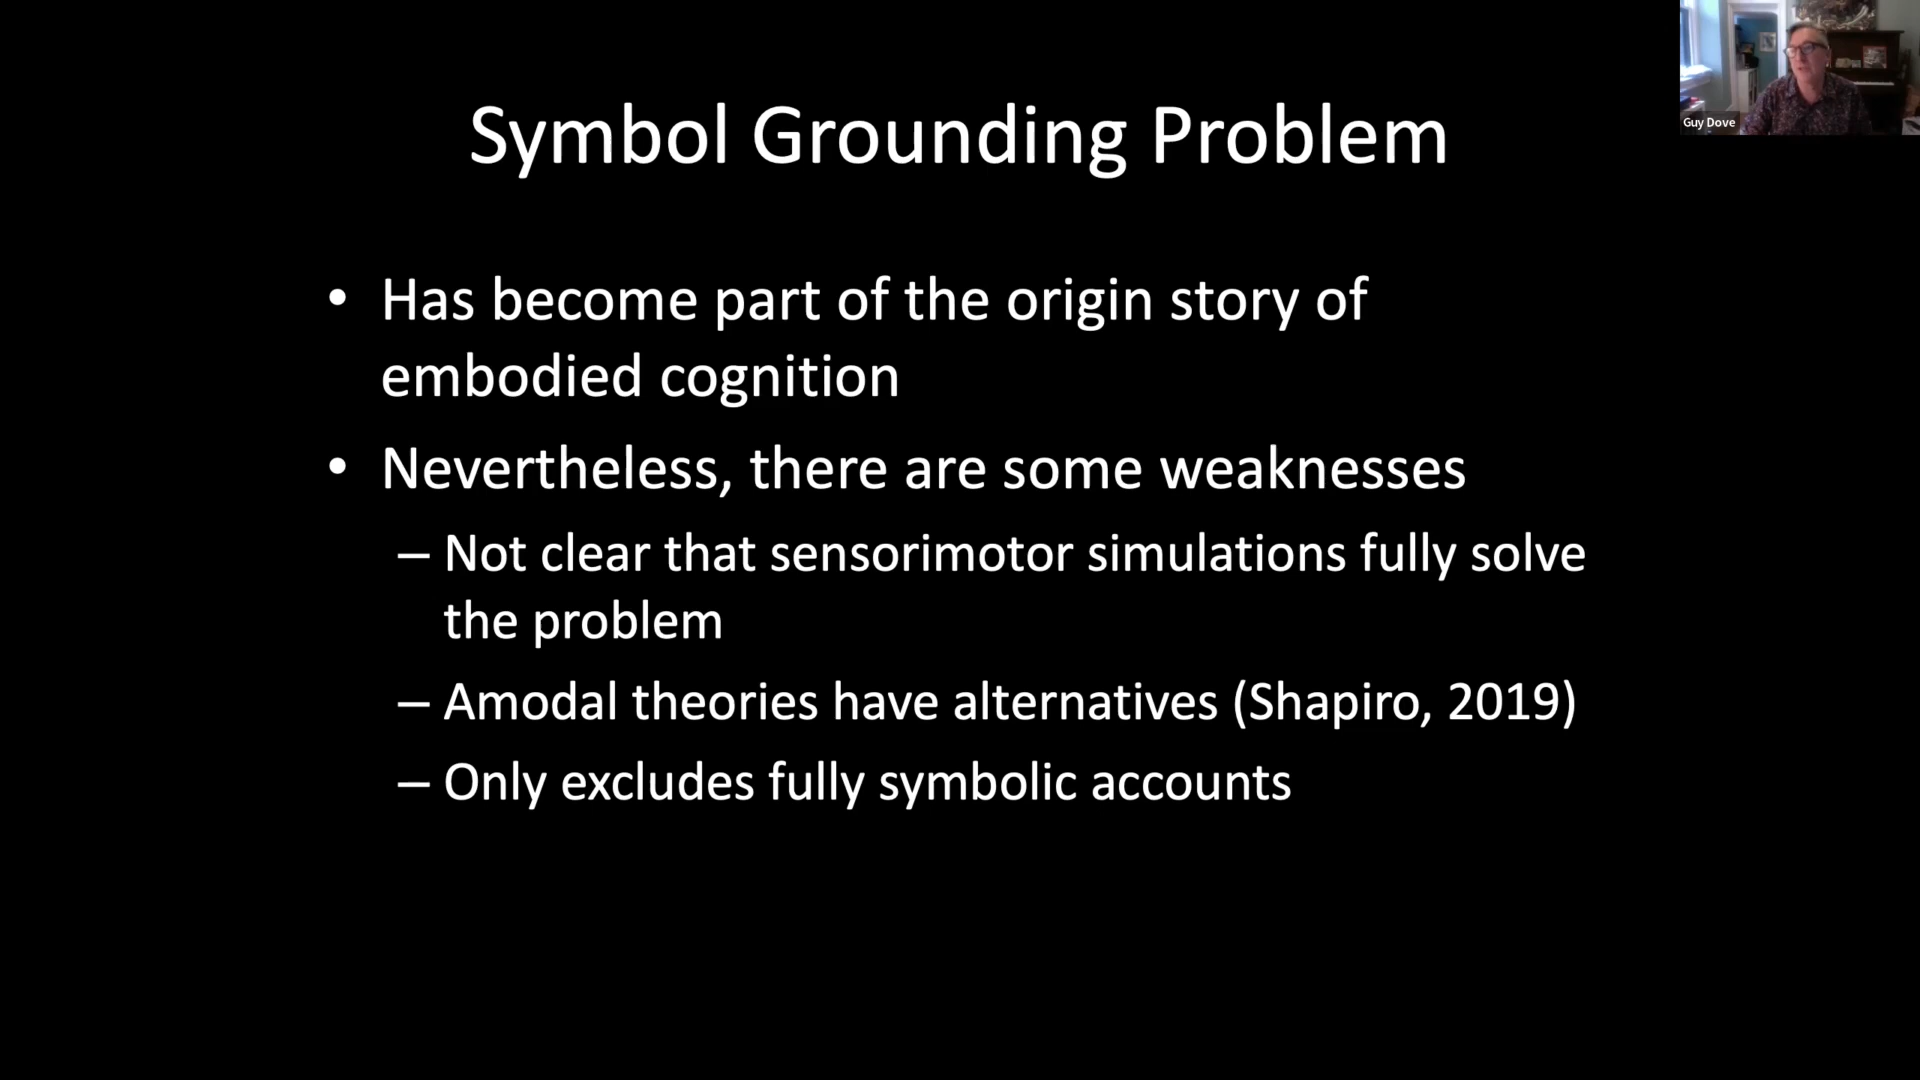 Symbol Grounding Problem
Guy Dove
• Has become part of the origin story of
embodied cognition
• Nevertheless, there are some weaknesses
– Not clear that sensorimotor simulations fully solve
the problem
– Amodal theories have alternatives (Shapiro, 2019)
– Only excludes fully symbolic accounts